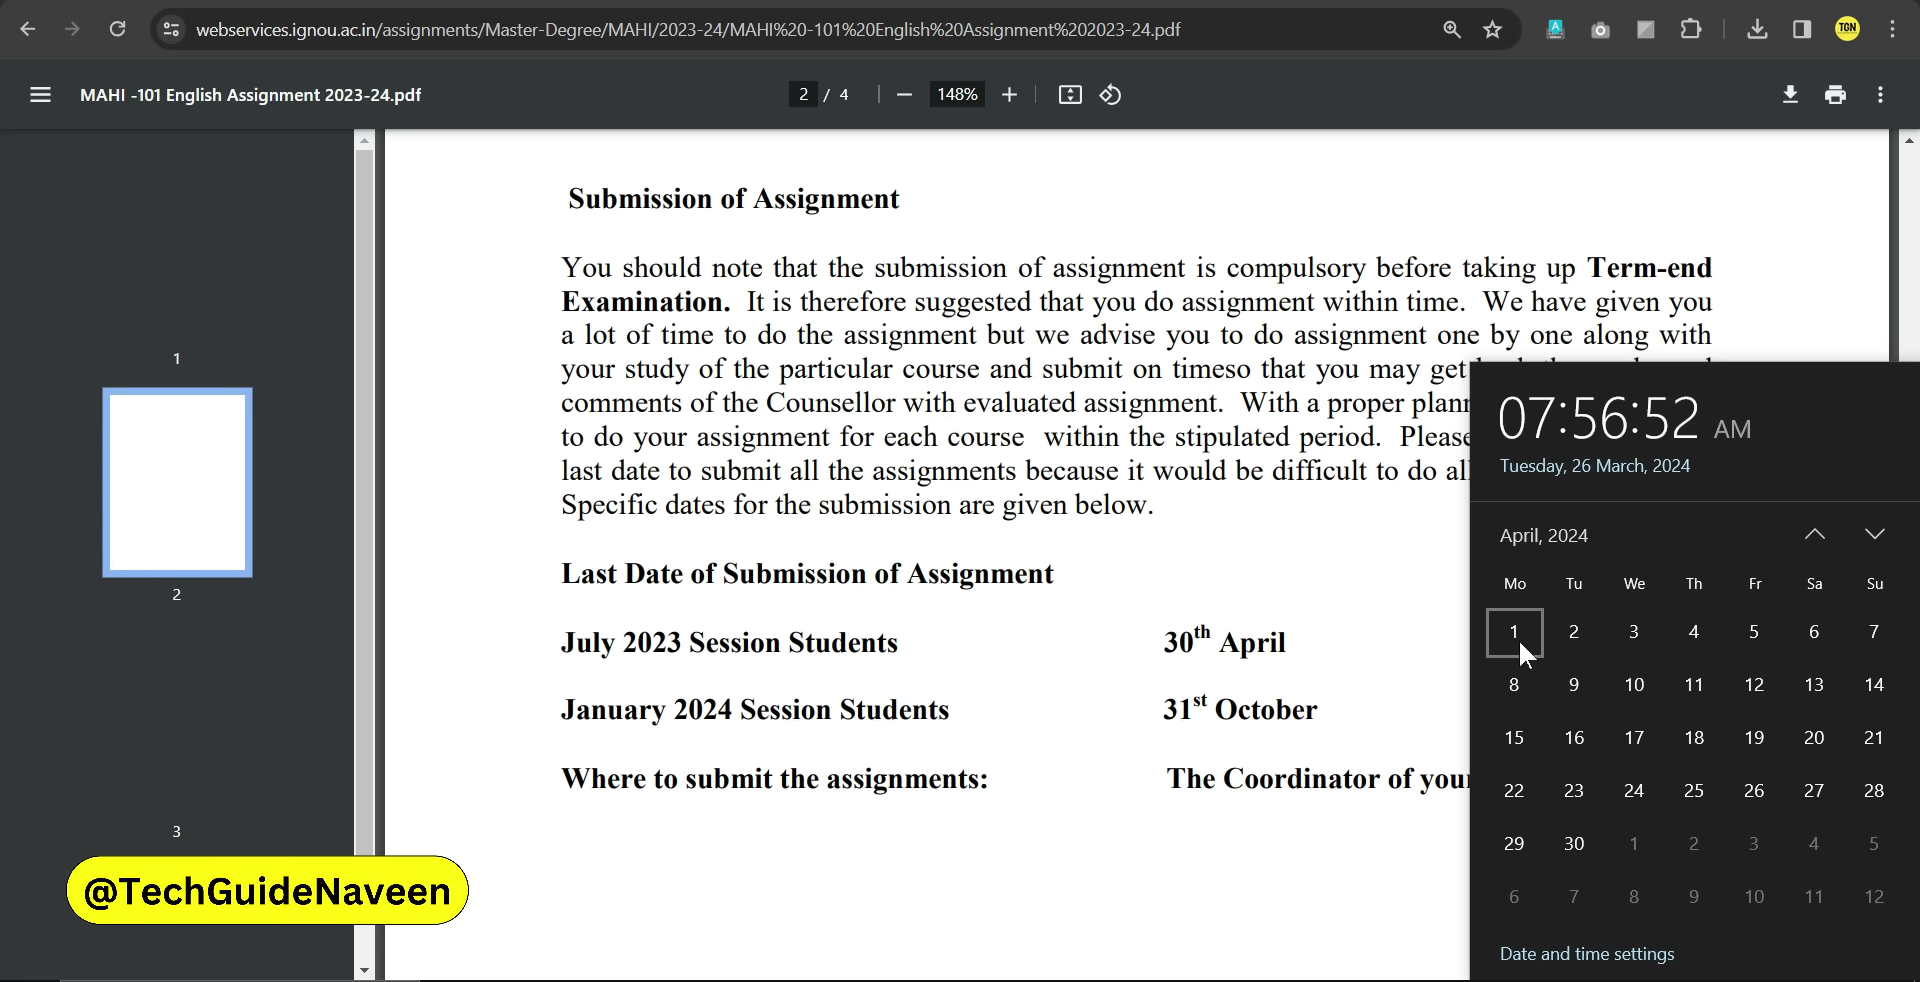 webservices.ignou.ac.in/assignments/Master-Degree/MAHI/2023-24/MAHI%20-101%20English%20Assignment%202023-24.pdf
TGN
MAHI -101 English Assignment 2023-24.pdf
2 / 4
148%
1
2
3
Submission of Assignment
You should note that the submission of assignment is compulsory before taking up Term-end
Examination. It is therefore suggested that you do assignment within time. We have given you
a lot of time to do the assignment but we advise you to do assignment one by one along with
your study of the particular course and submit on timeso that you may get
comments of the Counsellor with evaluated assignment. With a proper
to do your assignment for each course within the stipulated period. Please
last date to submit all the assignments because it would be difficult to do
Specific dates for the submission are given below.
Last Date of Submission of Assignment
July 2023 Session Students 30th April
January 2024 Session Students 31st October
Where to submit the assignments: The Coordinator of
@TechGuideNaveen
07:56:52 AM
Tuesday, 26 March, 2024
April, 2024
Mo Tu We Th Fr Sa Su
1 2 3 4 5 6 7
8 9 10 11 12 13 14
15 16 17 18 19 20 21
22 23 24 25 26 27 28
29 30 1 2 3 4 5
6 7 8 9 10 11 12
Date and time settings